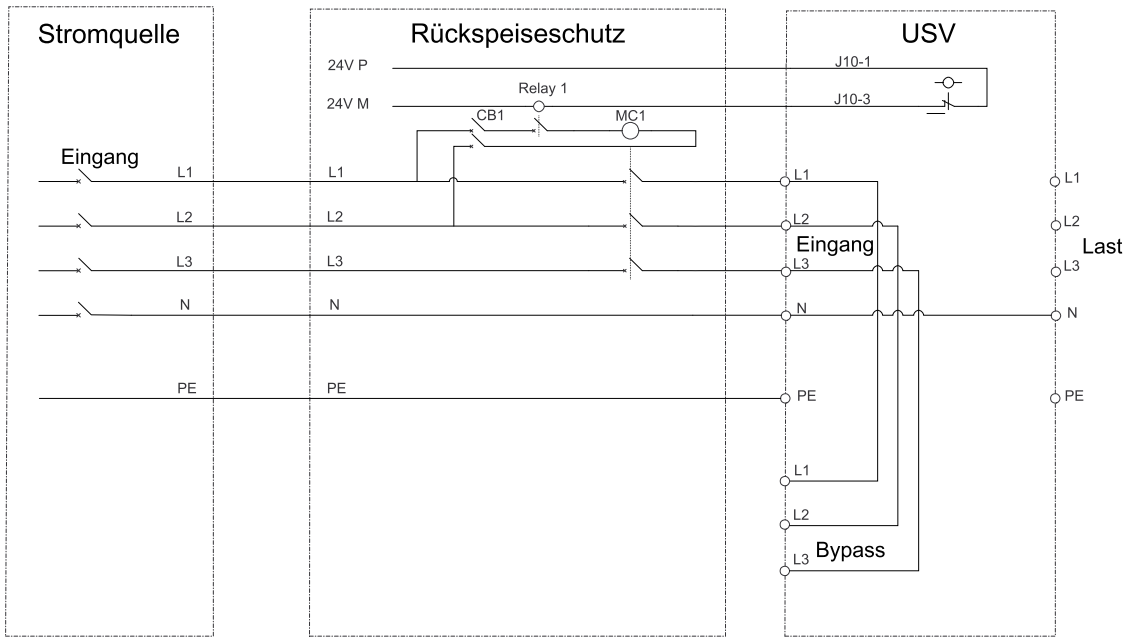 Stromquelle
Rückspeiseschutz
USV
24V P
J10-1
24V M
Relay 1
J10-3
CB1
MC1
Eingang
L1
L1
L1
L1
L2
L2
L2
L2
Eingang
Last
L3
L3
L3
L3
N
N
N
N
PE
PE
PE
PE
L1
L2
Bypass
L3